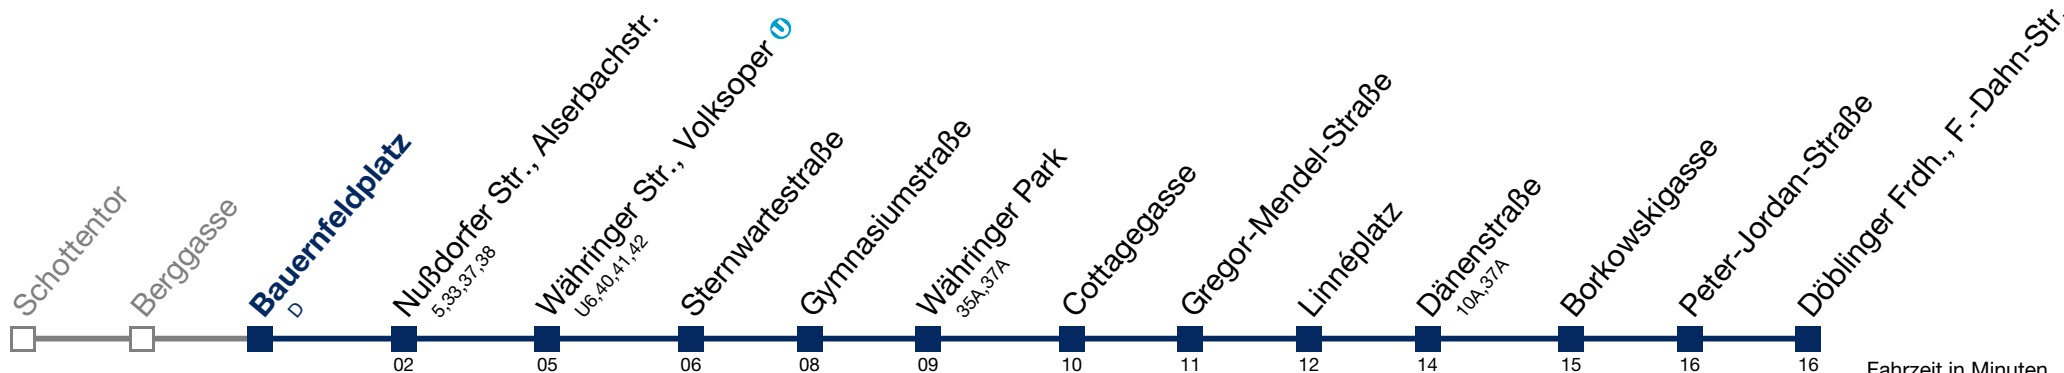 Schottentor
Berggasse
Bauernfeldplatz
D
Nußdorfer Str., Alserbachstr.
5,33,37,38
Währinger Str., Volksoper U
U6,40,41,42
Sternwartestraße
Gymnasiumstraße
Währinger Park
35A,37A
Cottagegasse
Gregor-Mendel-Straße
Linnéplatz
Dänenstraße
10A,37A
Borkowskigasse
Peter-Jordan-Straße
Döblinger Frdh., F.-Dahn-Str.
02 05 06 08 09 10 11 12 14 15 16 16
Fahrzeit in Minuten